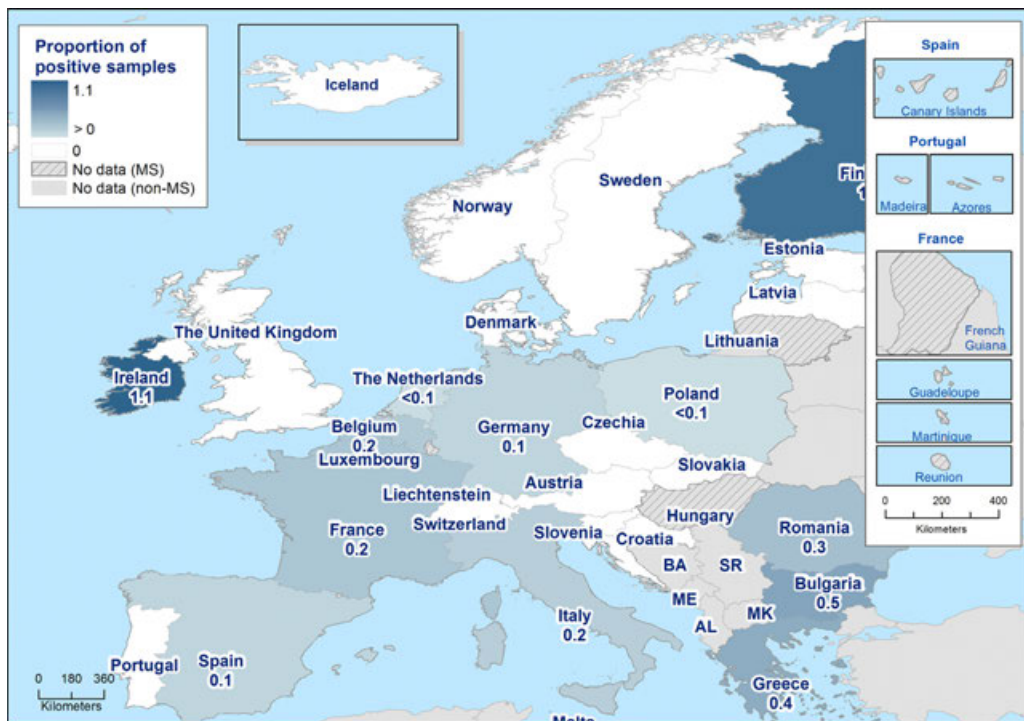 Proportion of
positive samples
1.1
> 0
0
No data (MS)
No data (non-MS)
Iceland
Norway
Sweden
Estonia
Latvia
Lithuania
Denmark
The United Kingdom
Ireland
1.1
The Netherlands
<0.1
Belgium
0.2
Luxembourg
Germany
0.1
Poland
<0.1
Czechia
Slovakia
Austria
Liechtenstein
Switzerland
Slovenia
Croatia
Hungary
France
0.2
Romania
0.3
BA
SR
ME
MK
AL
Bulgaria
0.5
Italy
0.2
Greece
0.4
Portugal
Spain
0.1
0 180 360
Kilometers
Spain
Canary Islands
Portugal
Madeira
Azores
France
French
Guiana
Guadeloupe
Martinique
Reunion
0 200 400
Kilometers